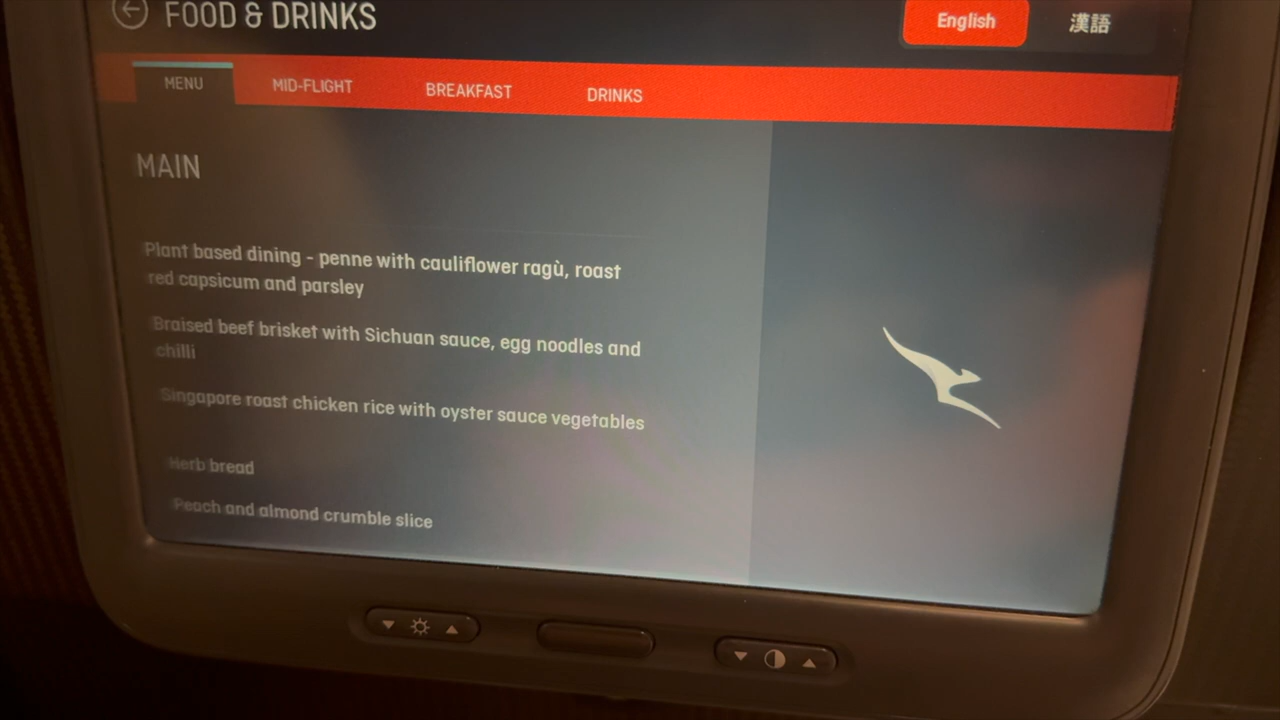 FOOD & DRINKS
English
漢語
MENU
MID-FLIGHT
BREAKFAST
DRINKS
MAIN
Plant based dining - penne with cauliflower ragù, roast
red capsicum and parsley
Braised beef brisket with Sichuan sauce, egg noodles and
chilli
Singapore roast chicken rice with oyster sauce vegetables
Herb bread
Peach and almond crumble slice